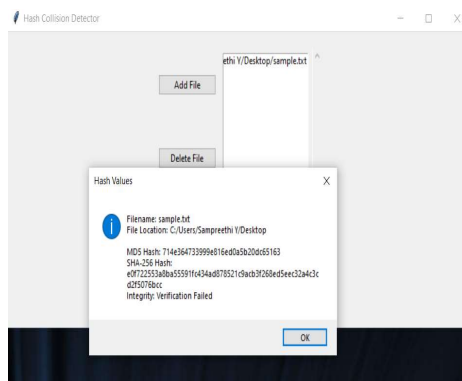 Hash Collision Detector
ethi Y/Desktop/sample.txt
Add File
Delete File
Hash Values
Filename: sample.txt
File Location: C:/Users/Sampreethi Y/Desktop
MD5 Hash: 714e364733999e816ed0a5b20dc65163
SHA-256 Hash:
e0f722553a8ba55591fc434ad878521c9acb3f268ed5eec32a4c3c
d2f5076bcc
Integrity: Verification Failed
OK